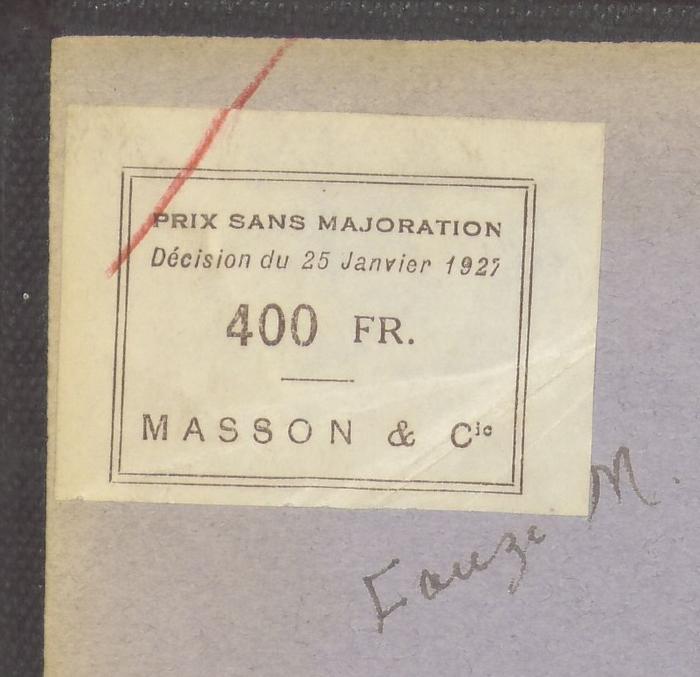 PRIX SANS MAJORATION
Décision du 25 Janvier 1927
400 FR.
MASSON & Cie
M.